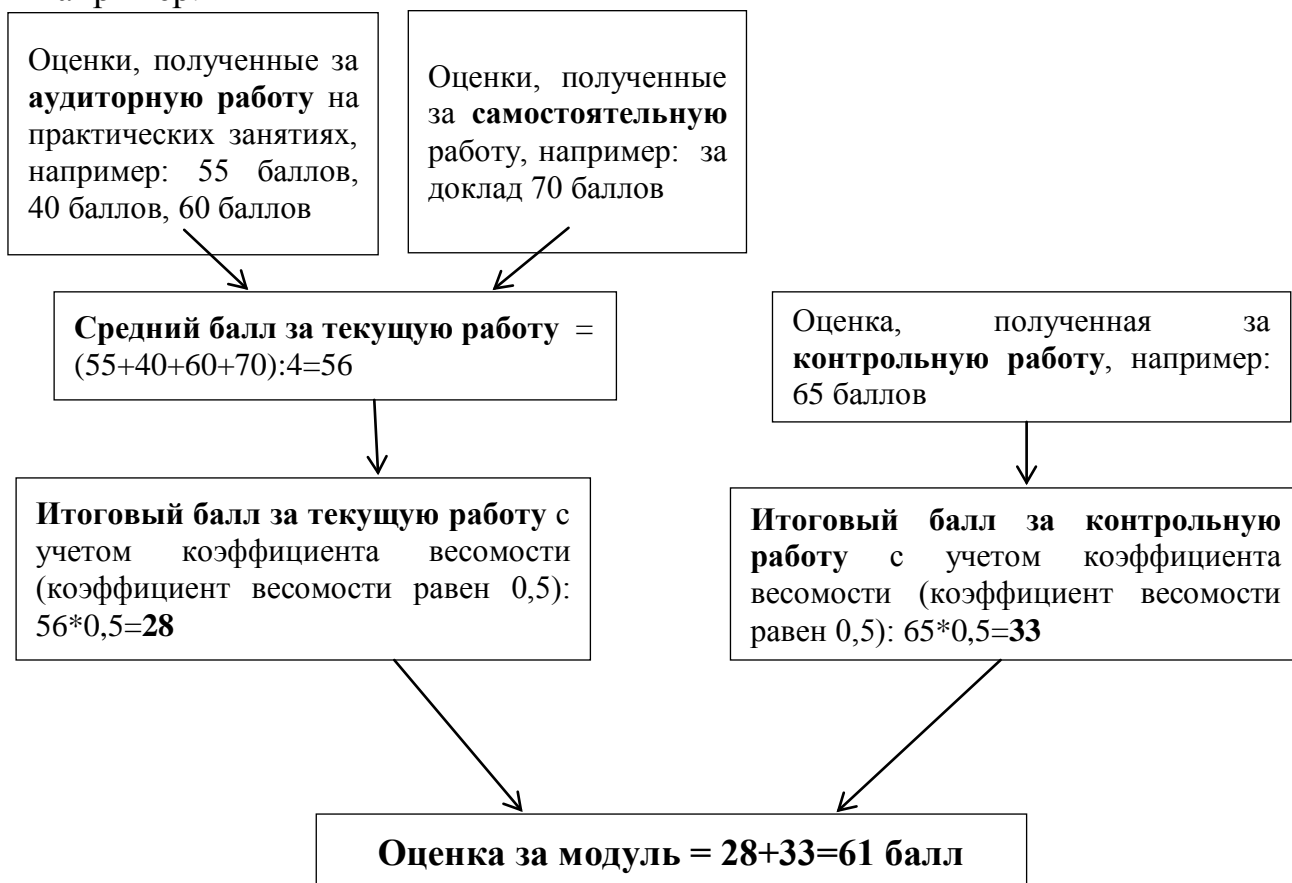 Оценки, полученные за
аудиторную работу на
практических занятиях,
например: 55 баллов,
40 баллов, 60 баллов
Оценки, полученные
за самостоятельную
работу, например: за
доклад 70 баллов
Средний балл за текущую работу =
(55+40+60+70):4=56
Оценка, полученная за
контрольную работу, например:
65 баллов
Итоговый балл за текущую работу с
учетом коэффициента весомости
(коэффициент весомости равен 0,5):
56*0,5=28
Итоговый балл за контрольную
работу с учетом коэффициента
весомости (коэффициент весомости
равен 0,5): 65*0,5=33
Оценка за модуль = 28+33=61 балл